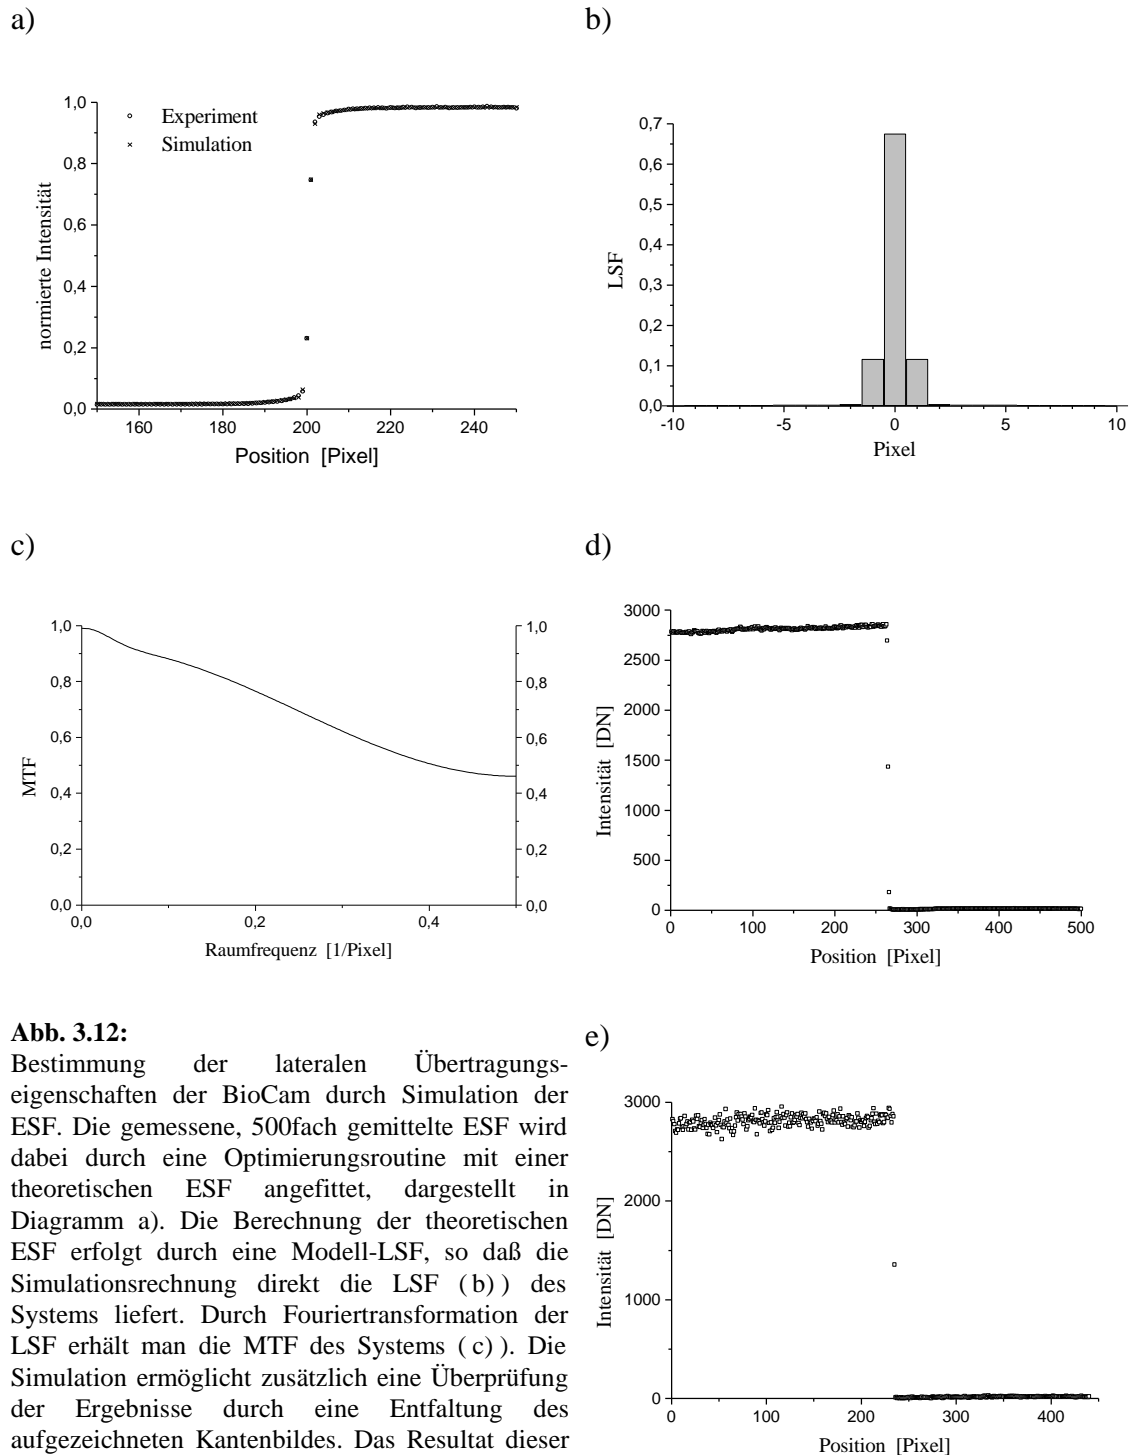 a)
1,0
0,8
0,6
0,4
0,2
0,0
normierte Intensität
Experiment
Simulation
160 180 200 220 240
Position [Pixel]
b)
0,7
0,6
0,5
0,4
0,3
0,2
0,1
0,0
LSF
-10 -5 0 5 10
Pixel
c)
1,0
0,8
0,6
0,4
0,2
0,0
MTF
1,0
0,8
0,6
0,4
0,2
0,0
0,0 0,2 0,4
Raumfrequenz [1/Pixel]
d)
3000
2500
2000
1500
1000
500
0
Intensität [DN]
0 100 200 300 400 500
Position [Pixel]
Abb. 3.12:
Bestimmung der lateralen Übertragungs-
eigenschaften der BioCam durch Simulation der
ESF. Die gemessene, 500fach gemittelte ESF wird
dabei durch eine Optimierungsroutine mit einer
theoretischen ESF angefittet, dargestellt in
Diagramm a). Die Berechnung der theoretischen
ESF erfolgt durch eine Modell-LSF, so daß die
Simulationsrechnung direkt die LSF (b)) des
Systems liefert. Durch Fouriertransformation der
LSF erhält man die MTF des Systems (c)). Die
Simulation ermöglicht zusätzlich eine Überprüfung
der Ergebnisse durch eine Entfaltung des
aufgezeichneten Kantenbildes. Das Resultat dieser
e)
3000
2000
1000
0
Intensität [DN]
0 100 200 300 400
Position [Pixel]